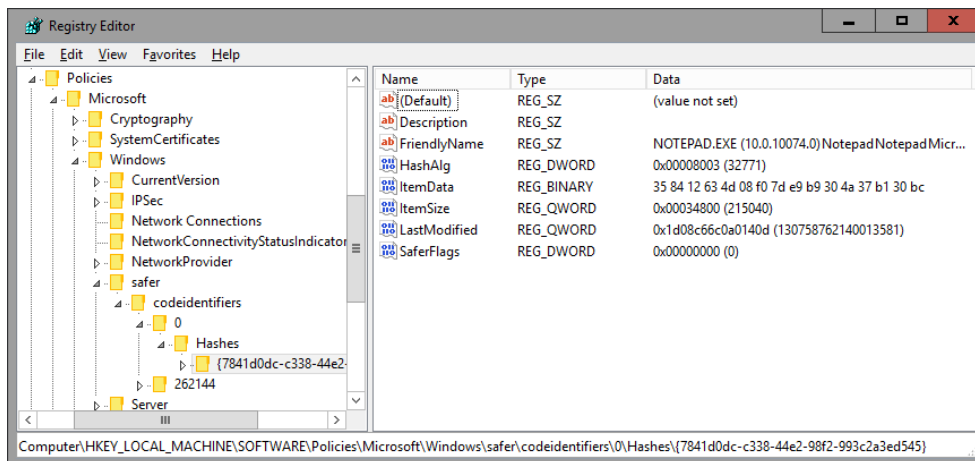 Registry Editor
File Edit View Favorites Help
Policies
Microsoft
Cryptography
SystemCertificates
Windows
CurrentVersion
IPSec
Network Connections
NetworkConnectivityStatusIndicator
NetworkProvider
safer
codeidentifiers
0
Hashes
{7841d0dc-c338-44e2-
262144
Server
Name Type Data
(Default) REG_SZ (value not set)
Description REG_SZ
FriendlyName REG_SZ NOTEPAD.EXE (10.0.10074.0) Notepad Notepad Micr...
HashAlg REG_DWORD 0x00008003 (32771)
ItemData REG_BINARY 35 84 12 63 4d 08 f0 7d e9 b9 30 4a 37 b1 30 bc
ItemSize REG_QWORD 0x00034800 (215040)
LastModified REG_QWORD 0x1d08c66c0a0140d (130758762140013581)
SaferFlags REG_DWORD 0x00000000 (0)
Computer\HKEY_LOCAL_MACHINE\SOFTWARE\Policies\Microsoft\Windows\safer\codeidentifiers\0\Hashes\{7841d0dc-c338-44e2-98f2-993c2a3ed545}